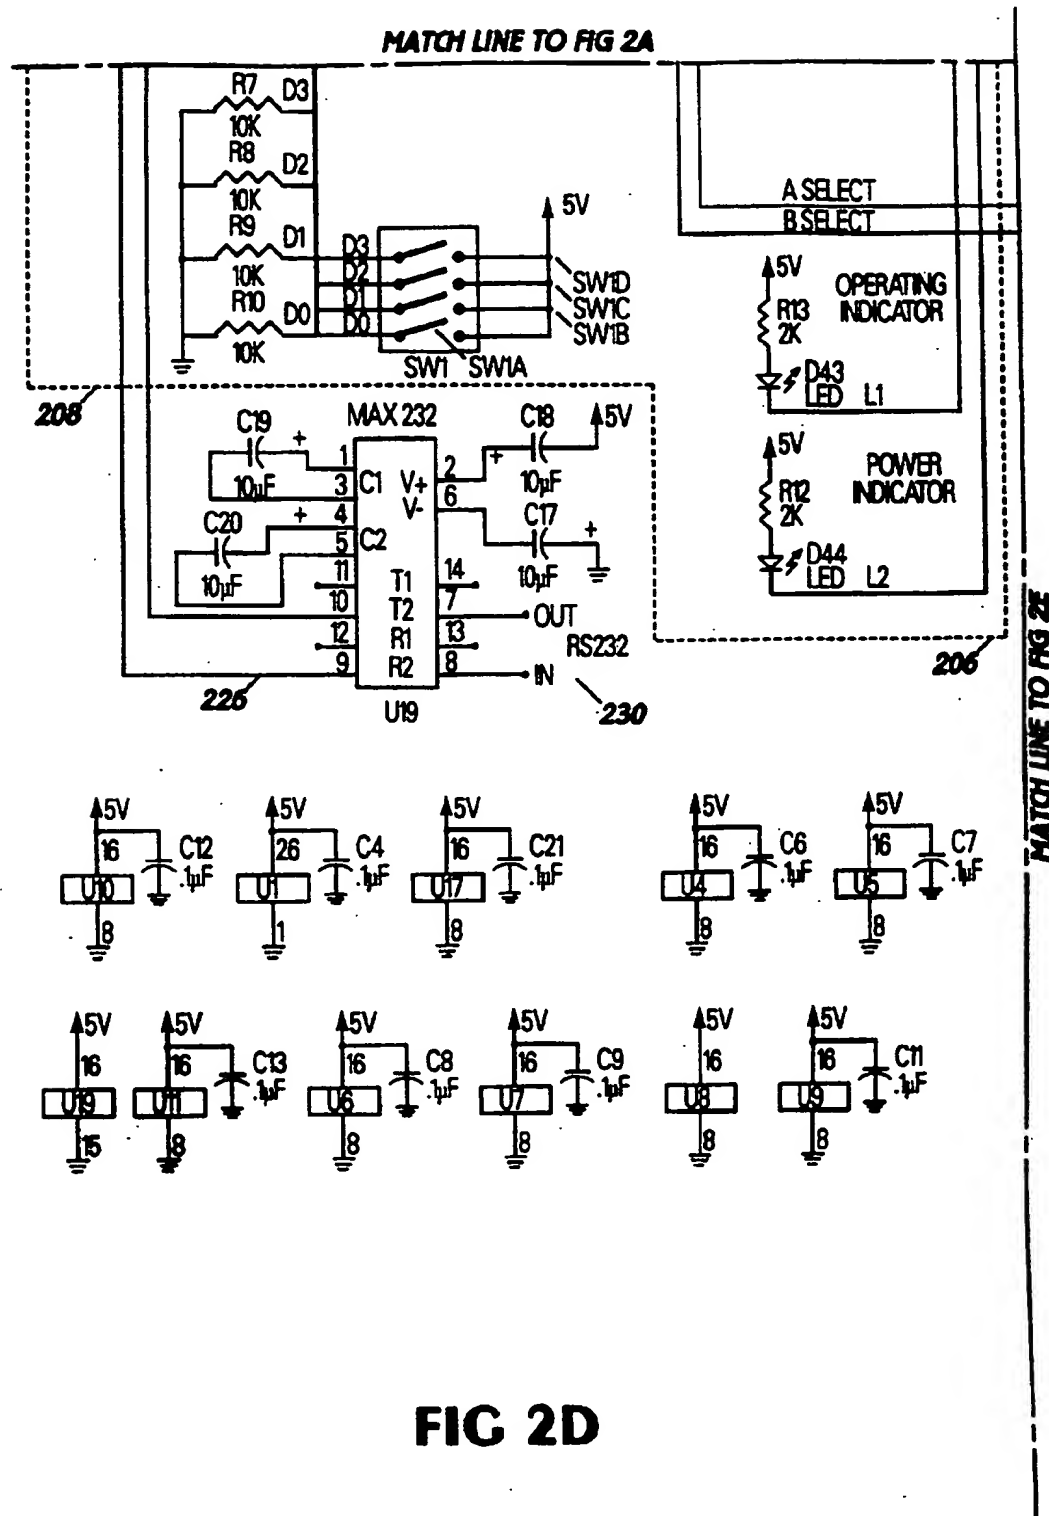 MATCH LINE TO FIG 2A
R7 D3
10K
R8 D2
10K
R9 D1
10K
R10 D0
10K
D3
D2
D1
D0
5V
SW1D
SW1C
SW1B
SW1 SW1A
A SELECT
B SELECT
5V
OPERATING
INDICATOR
R13
2K
D43
LED L1
5V
POWER
INDICATOR
R12
2K
D44
LED L2
208
206
MAX 232
C19 +
10µF
C20 +
10µF
1
3 C1
4
5 C2
11 T1 14
10 T2 7 OUT
12 R1 13
9 R2 8 IN
V+ 2
V- 6
+ C18 5V
10µF
C17 +
10µF
RS232
226
U19
230
MATCH LINE TO FIG 2E
5V
16 C12
.1µF
U10
8
5V
26 C4
.1µF
U1
1
5V
16 C21
.1µF
U17
8
5V
16 C6
.1µF
U4
8
5V
16 C7
.1µF
U5
8
5V
16
U19
15
5V
16 C13
.1µF
U11
8
5V
16 C8
.1µF
U6
8
5V
16 C9
.1µF
U7
8
5V
16
U8
8
5V
16 C11
.1µF
U9
8
FIG 2D